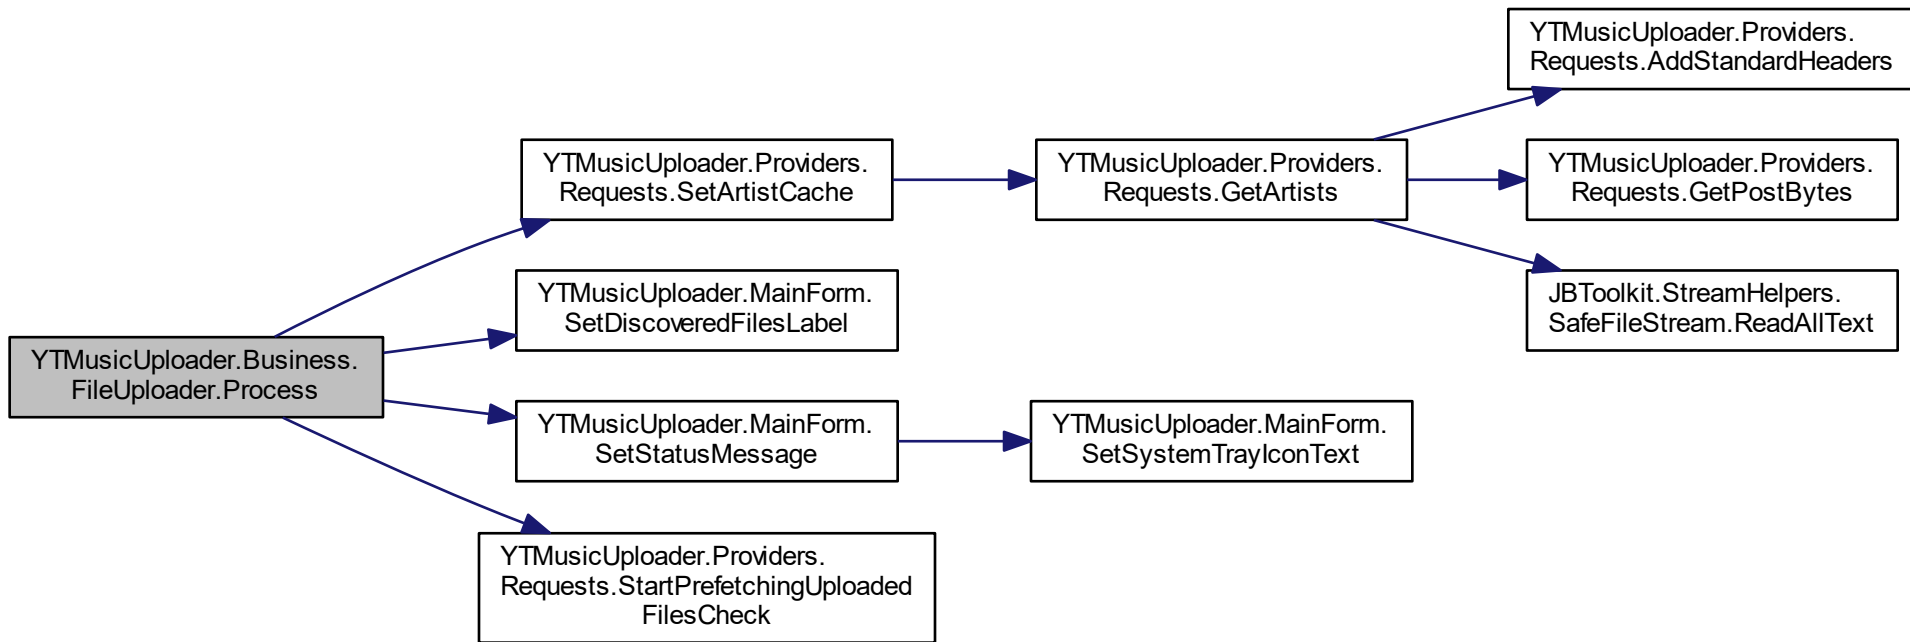 YTMusicUploader.Providers.
Requests.AddStandardHeaders
YTMusicUploader.Providers.
Requests.SetArtistCache
YTMusicUploader.Providers.
Requests.GetArtists
YTMusicUploader.Providers.
Requests.GetPostBytes
YTMusicUploader.MainForm.
SetDiscoveredFilesLabel
JBToolkit.StreamHelpers.
SafeFileStream.ReadAllText
YTMusicUploader.Business.
FileUploader.Process
YTMusicUploader.MainForm.
SetStatusMessage
YTMusicUploader.MainForm.
SetSystemTrayIconText
YTMusicUploader.Providers.
Requests.StartPrefetchingUploaded
FilesCheck